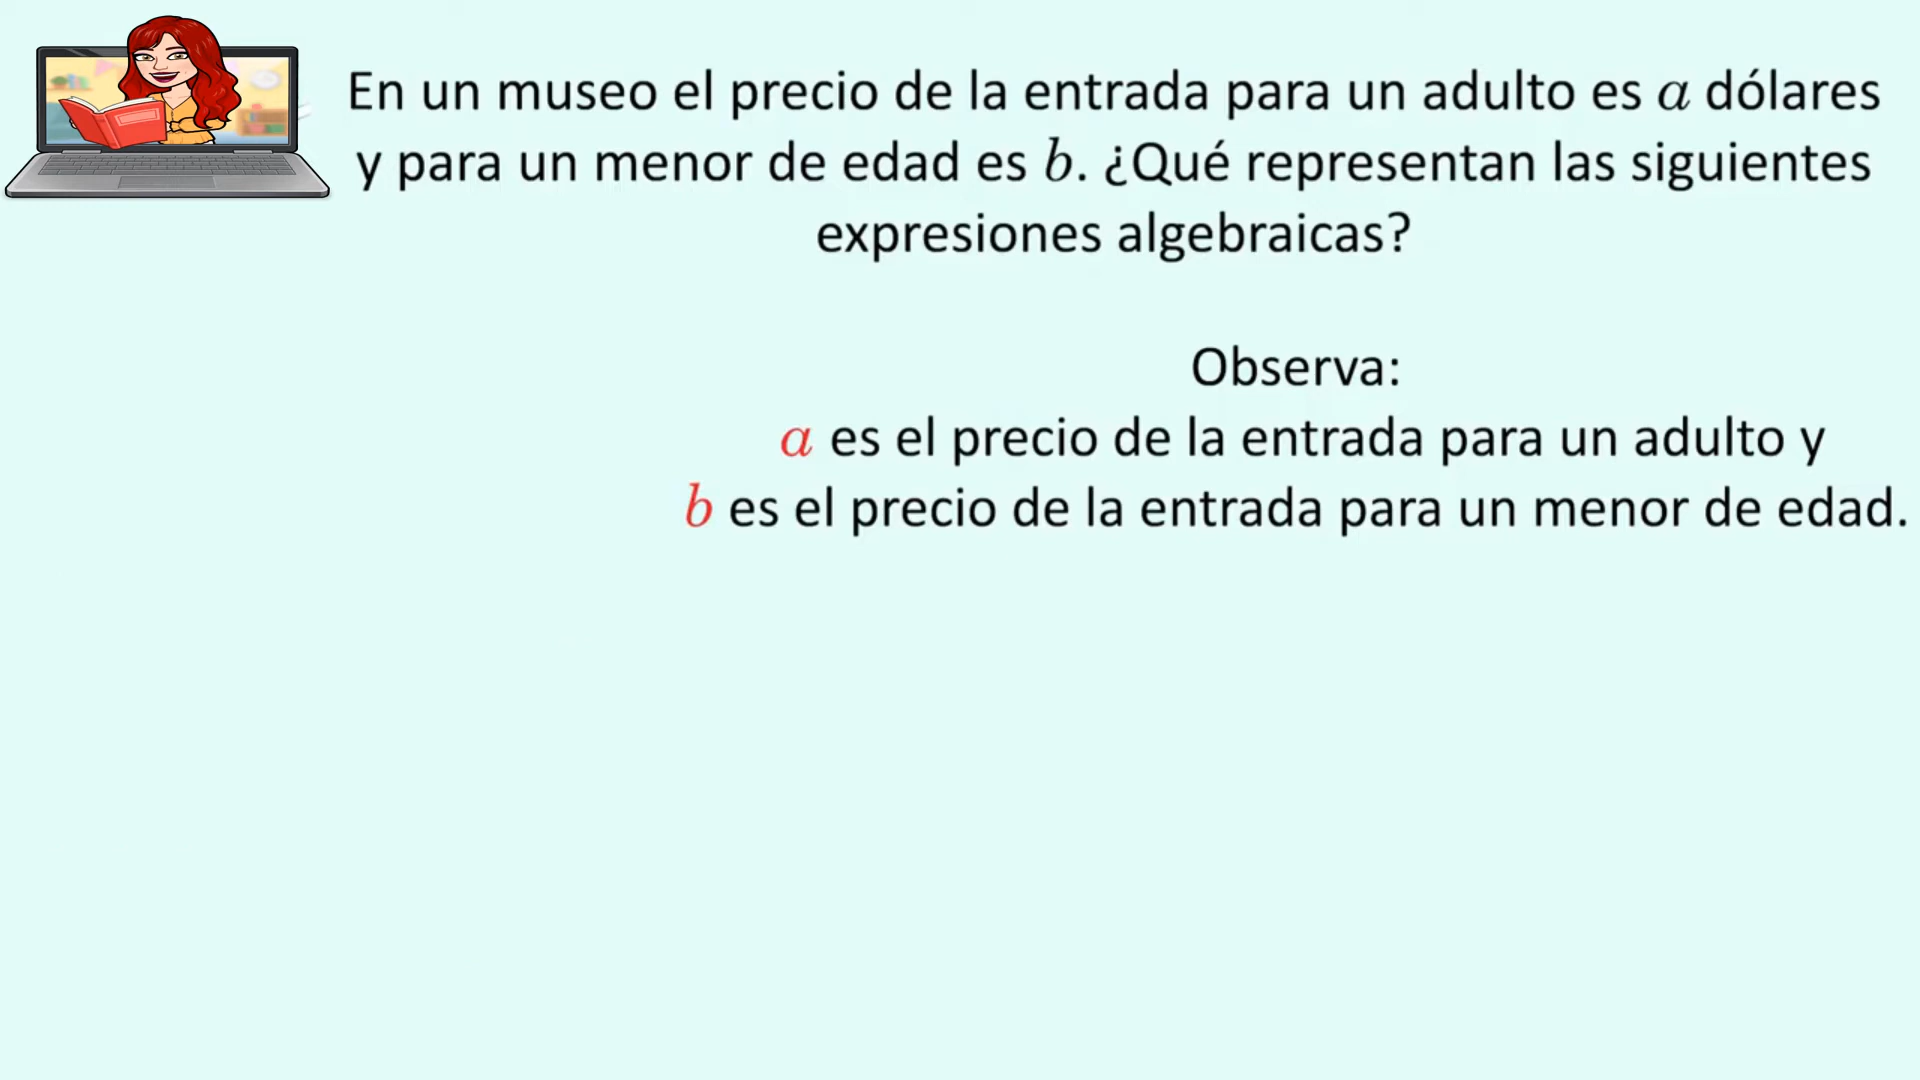 En un museo el precio de la entrada para un adulto es a dólares
y para un menor de edad es b. ¿Qué representan las siguientes
expresiones algebraicas?
Observa:
a es el precio de la entrada para un adulto y
b es el precio de la entrada para un menor de edad.